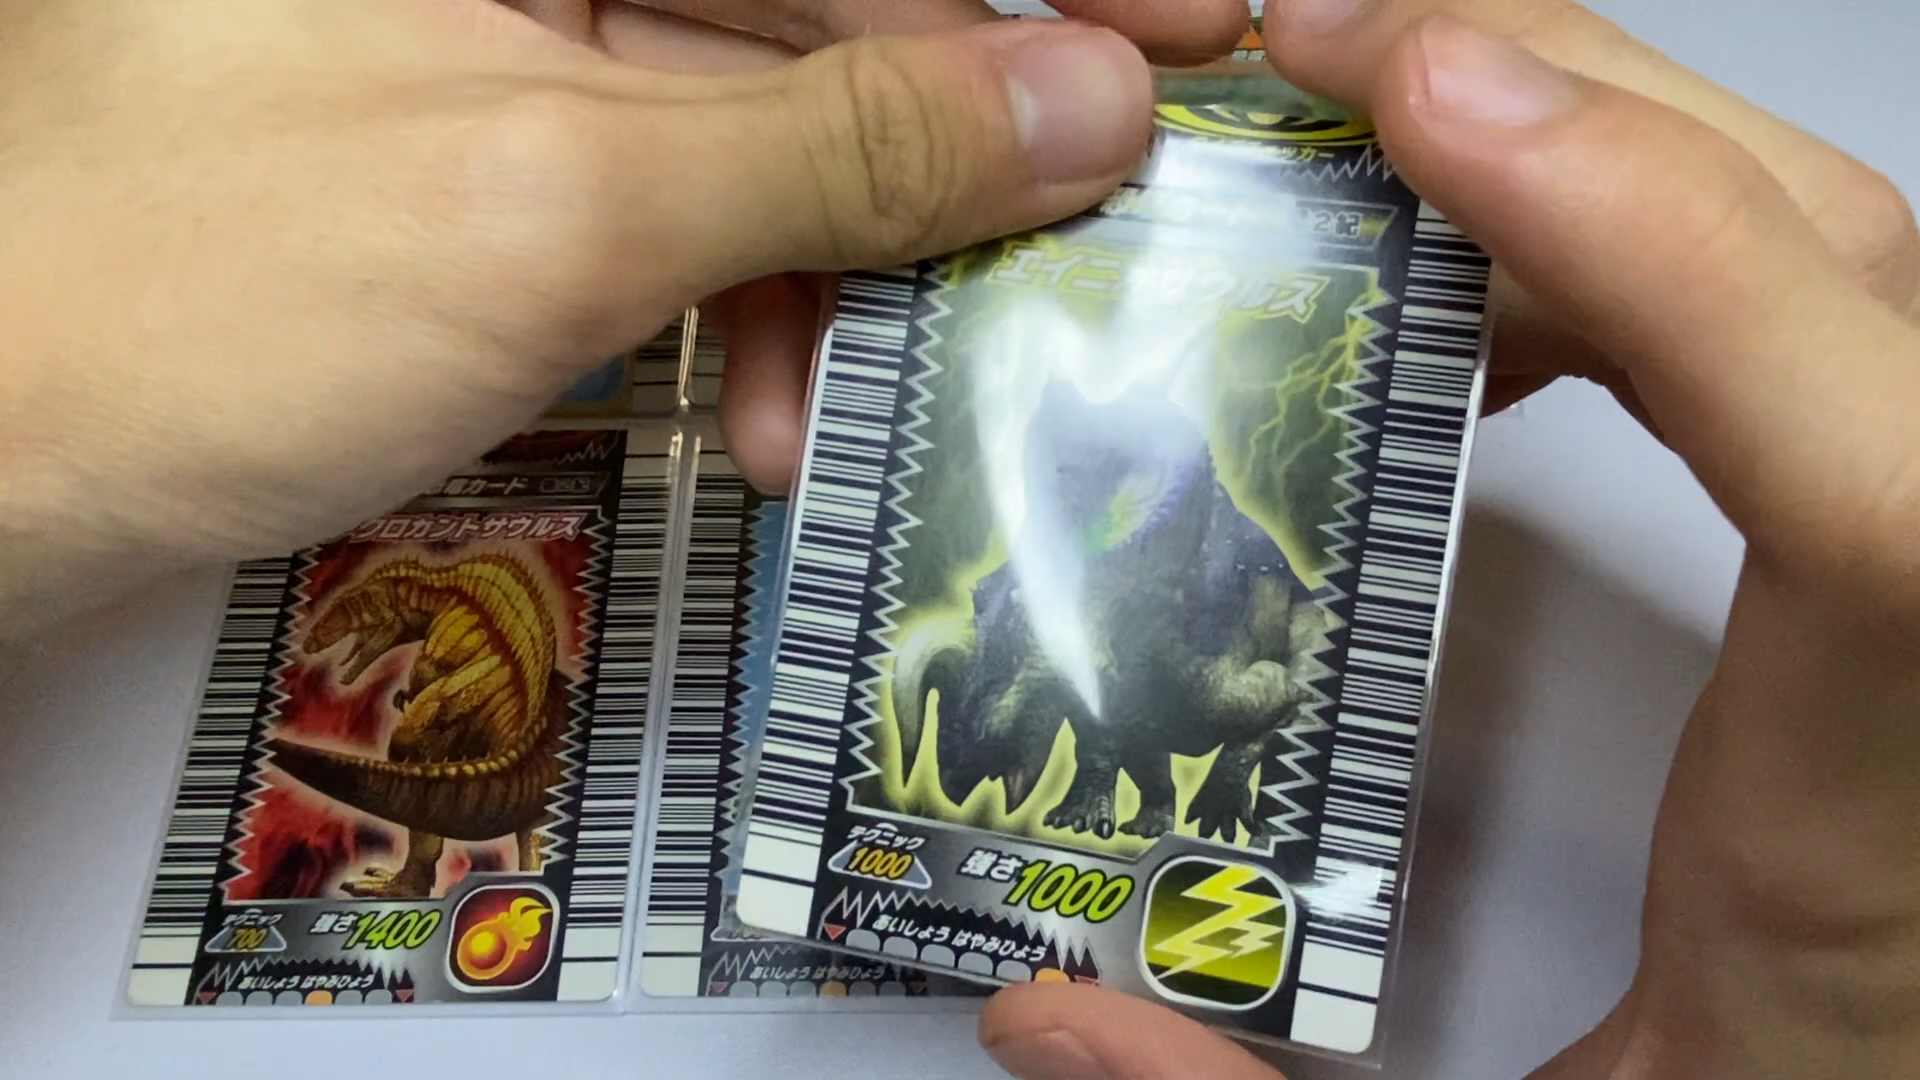 ッカー
2記
エイニオサウルス
テクニック
1000
強さ1000
あいしょう はやみひょう
竜カード
クロカントサウルス
テクニック
700
強さ1400
あいしょう はやみひょう
あいしょう はやみひょう